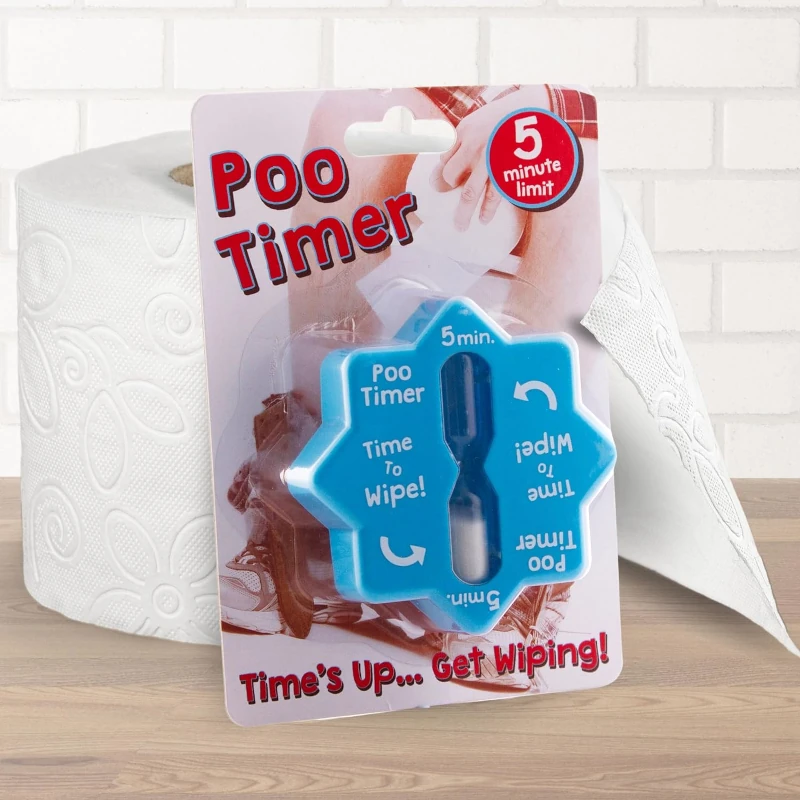 Poo
Timer
5
minute
limit
5 min.
Poo
Timer
Time
To
Wipe!
5 min.
Poo
Timer
Time
To
Wipe!
Time's Up... Get Wiping!